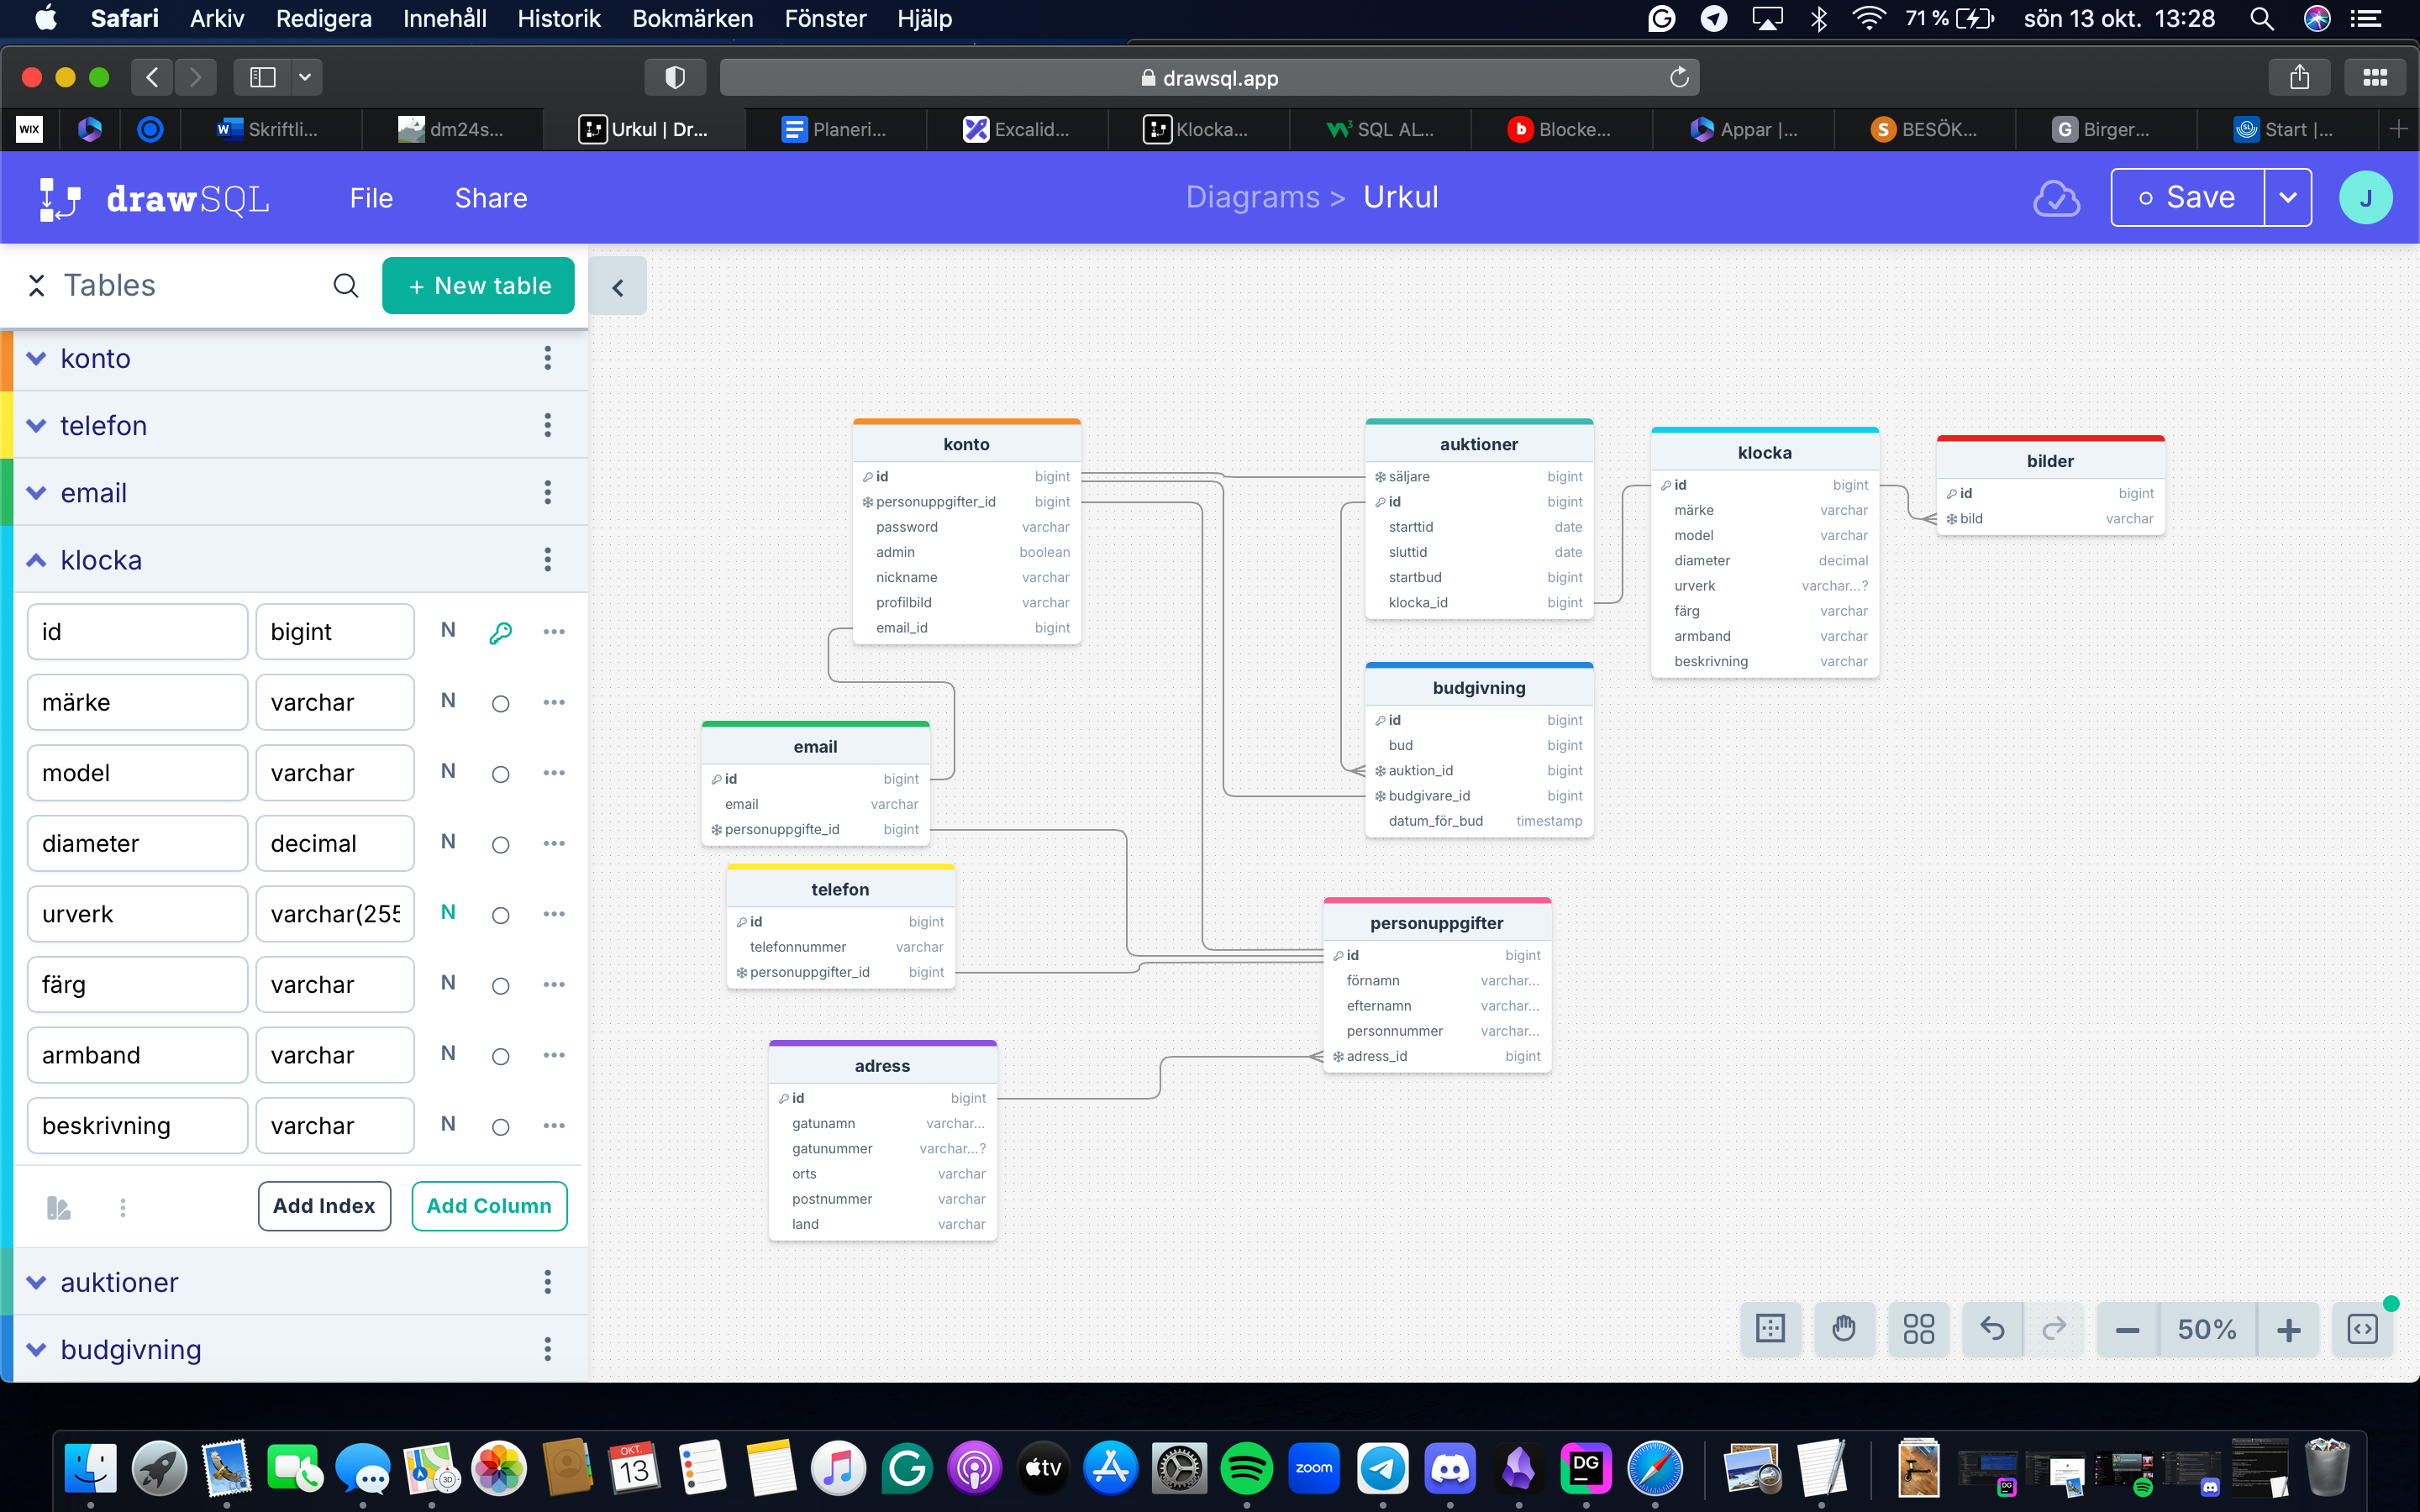 Safari Arkiv Redigera Innehåll Historik Bokmärken Fönster Hjälp 71 % sön 13 okt. 13:28
drawsql.app
WIX Skriftli... dm24s... Urkul | Dr... Planeri... Excalid... Klocka... SQL AL... Blocke... Appar |... BESÖK... Birger... Start |...
drawSQL File Share Diagrams > Urkul Save J
Tables + New table
konto
telefon
email
klocka
id bigint N
märke varchar N
model varchar N
diameter decimal N
urverk varchar(255 N
färg varchar N
armband varchar N
beskrivning varchar N
Add Index Add Column
auktioner
budgivning
konto
id bigint
personuppgifter_id bigint
password varchar
admin boolean
nickname varchar
profilbild varchar
email_id bigint
auktioner
säljare bigint
id bigint
starttid date
sluttid date
startbud bigint
klocka_id bigint
klocka
id bigint
märke varchar
model varchar
diameter decimal
urverk varchar...?
färg varchar
armband varchar
beskrivning varchar
bilder
id bigint
bild varchar
budgivning
id bigint
bud bigint
auktion_id bigint
budgivare_id bigint
datum_för_bud timestamp
email
id bigint
email varchar
personuppgifte_id bigint
telefon
id bigint
telefonnummer varchar
personuppgifter_id bigint
personuppgifter
id bigint
förnamn varchar...
efternamn varchar...
personnummer varchar...
adress_id bigint
adress
id bigint
gatunamn varchar...
gatunummer varchar...?
orts varchar
postnummer varchar
land varchar
50%
OKT. 13 3D tv zoom DG